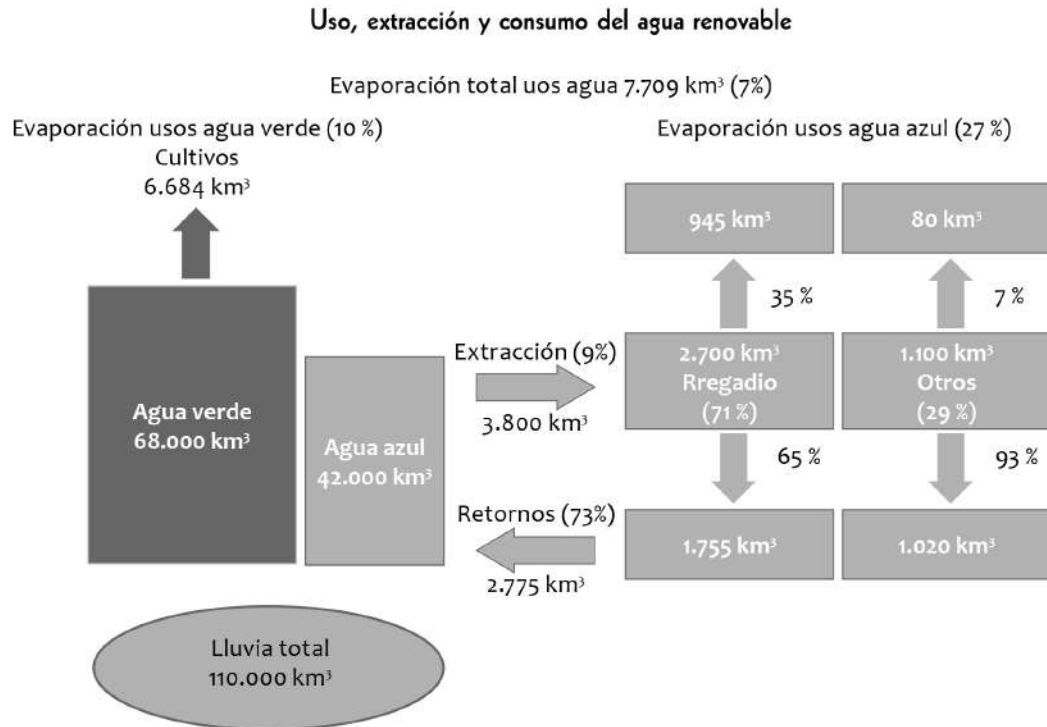 Uso, extracción y consumo del agua renovable
Evaporación total uos agua 7.709 km³ (7%)
Evaporación usos agua verde (10 %)
Cultivos
6.684 km³
Evaporación usos agua azul (27 %)
945 km³
80 km³
35 %
7 %
Agua verde
68.000 km³
Agua azul
42.000 km³
Extracción (9%)
3.800 km³
2.700 km³
Rregadio
(71 %)
1.100 km³
Otros
(29 %)
65 %
93 %
Retornos (73%)
2.775 km³
1.755 km³
1.020 km³
Lluvia total
110.000 km³